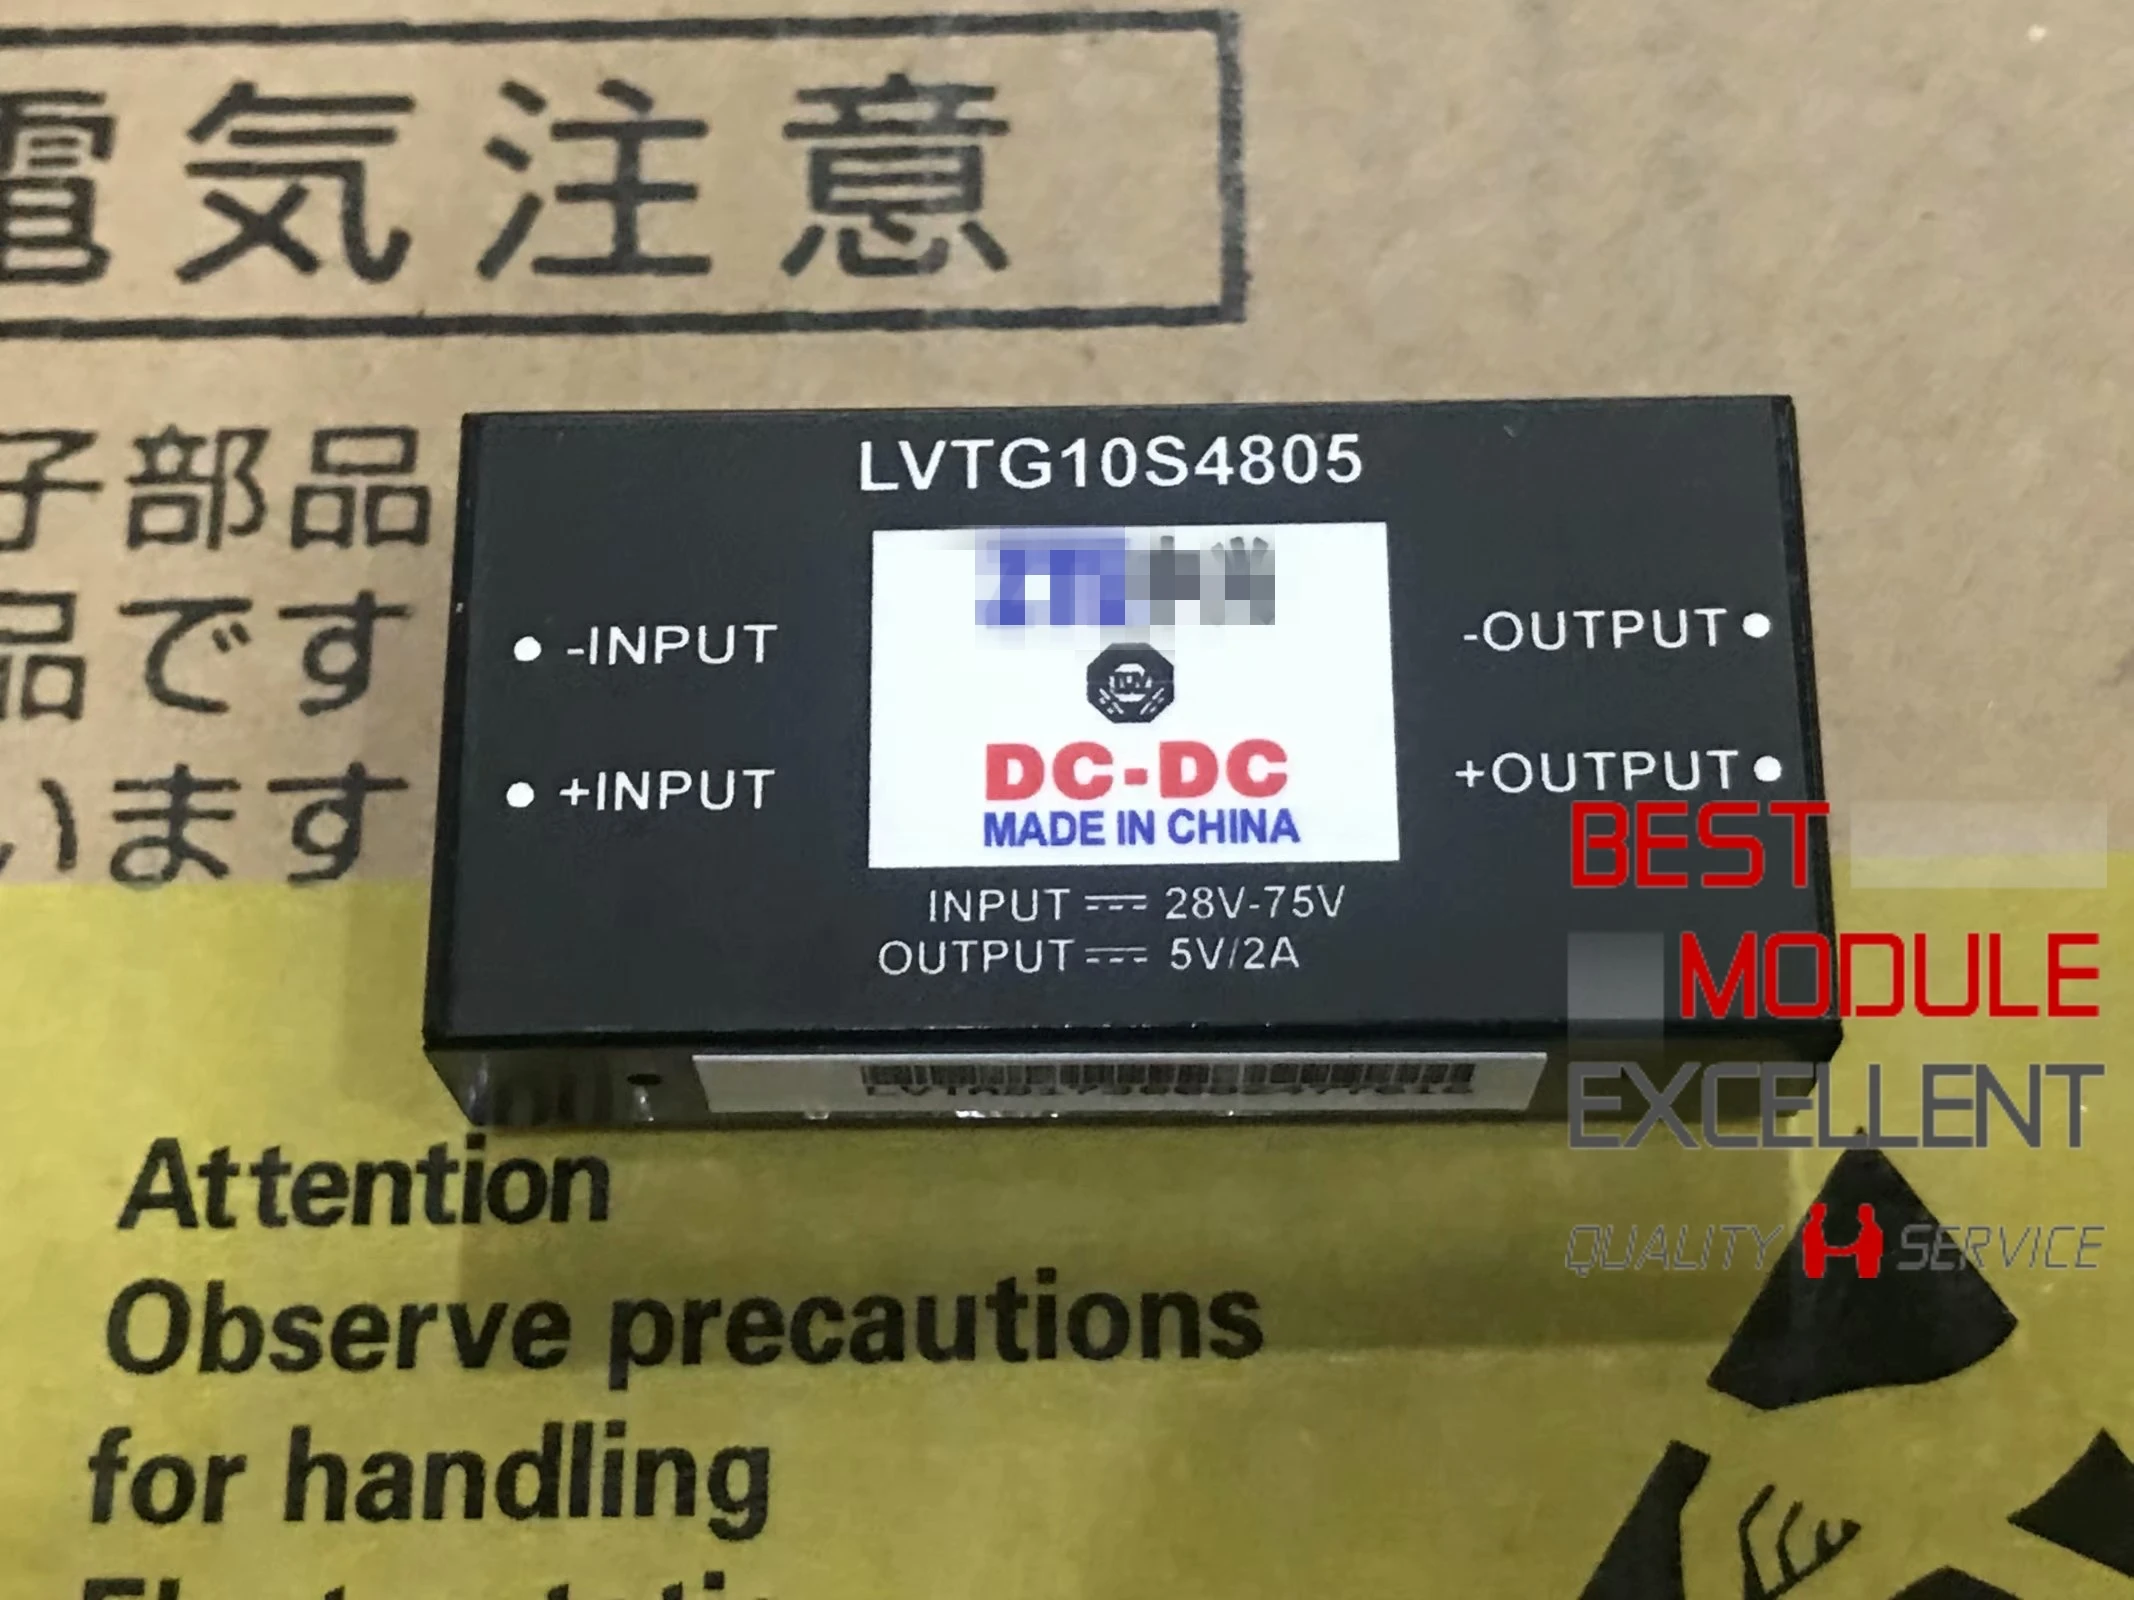 電気注意
子部品
品です
います
LVTG10S4805
-INPUT
-OUTPUT
+INPUT
+OUTPUT
TUV
DC-DC
MADE IN CHINA
INPUT 28V-75V
OUTPUT 5V/2A
BEST
MODULE
EXCELLENT
QUALITY SERVICE
Attention
Observe precautions
for handling